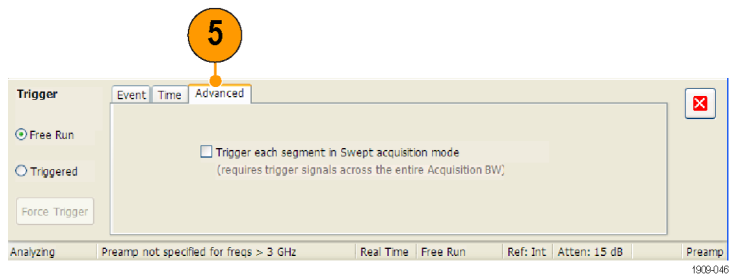 5
Trigger
Event Time Advanced
Free Run
Trigger each segment in Swept acquisition mode
(requires trigger signals across the entire Acquisition BW)
Triggered
Force Trigger
Analyzing Preamp not specified for freqs > 3 GHz Real Time Free Run Ref: Int Atten: 15 dB Preamp
1909-046